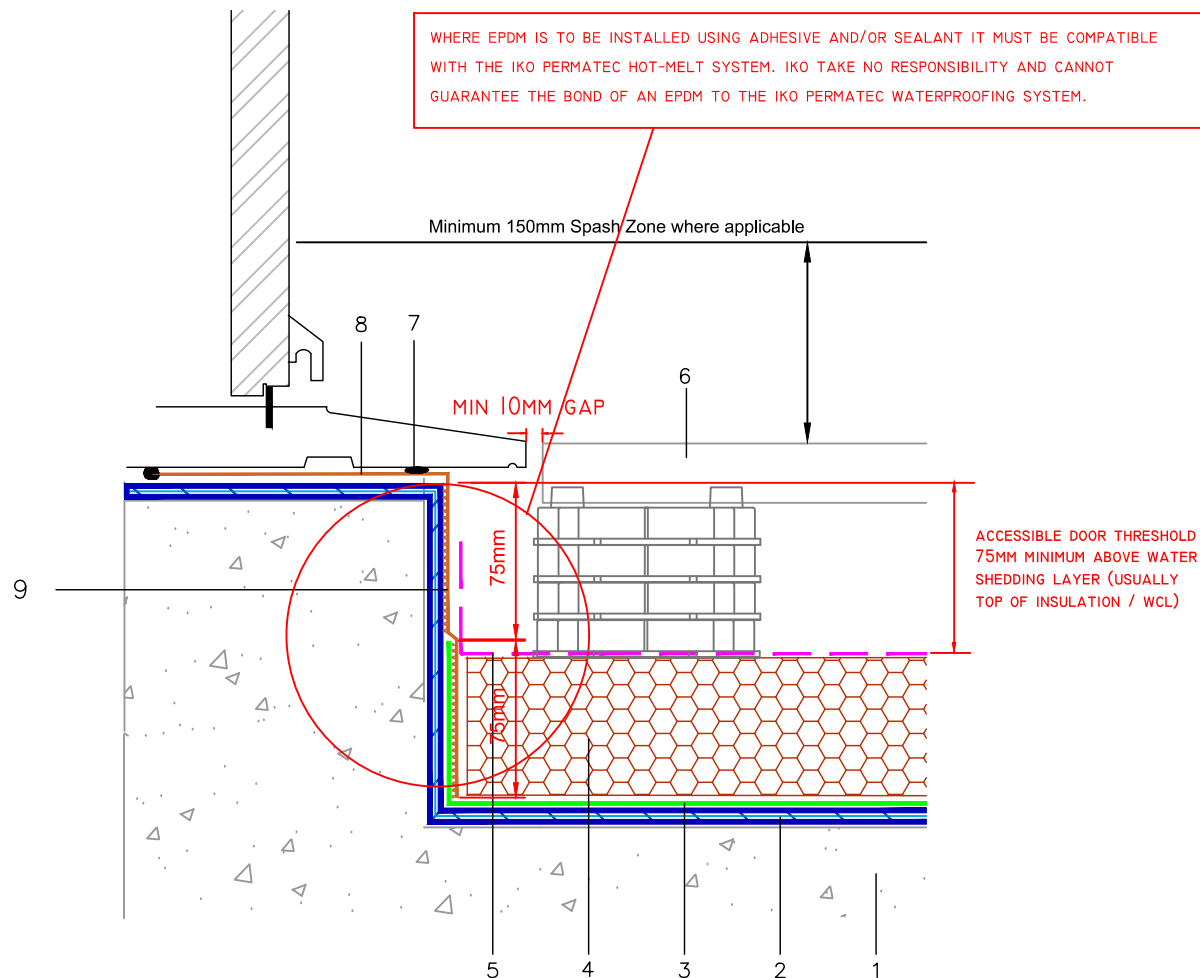 WHERE EPDM IS TO BE INSTALLED USING ADHESIVE AND/OR SEALANT IT MUST BE COMPATIBLE
WITH THE IKO PERMATEC HOT-MELT SYSTEM. IKO TAKE NO RESPONSIBILITY AND CANNOT
GUARANTEE THE BOND OF AN EPDM TO THE IKO PERMATEC WATERPROOFING SYSTEM.
Minimum 150mm Spash Zone where applicable
8
7
6
MIN 10MM GAP
75mm
ACCESSIBLE DOOR THRESHOLD
75MM MINIMUM ABOVE WATER
SHEDDING LAYER (USUALLY
TOP OF INSULATION / WCL)
9
75mm
5
4
3
2
1